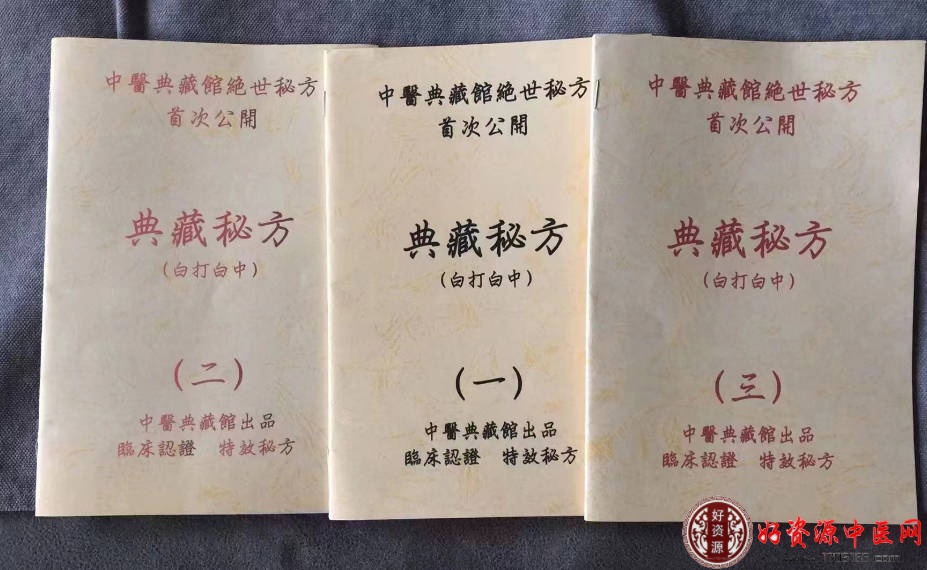 中醫典藏館絕世秘方
首次公開
典藏秘方
（白打白中）
（二）
中醫典藏館出品
臨床認證　特效秘方
中醫典藏館絕世秘方
首次公開
典藏秘方
（白打白中）
（一）
中醫典藏館出品
臨床認證　特效秘方
中醫典藏館絕世秘方
首次公開
典藏秘方
（白打白中）
（三）
中醫典藏館出品
臨床認證　特效秘方
好资源
好资源中医网